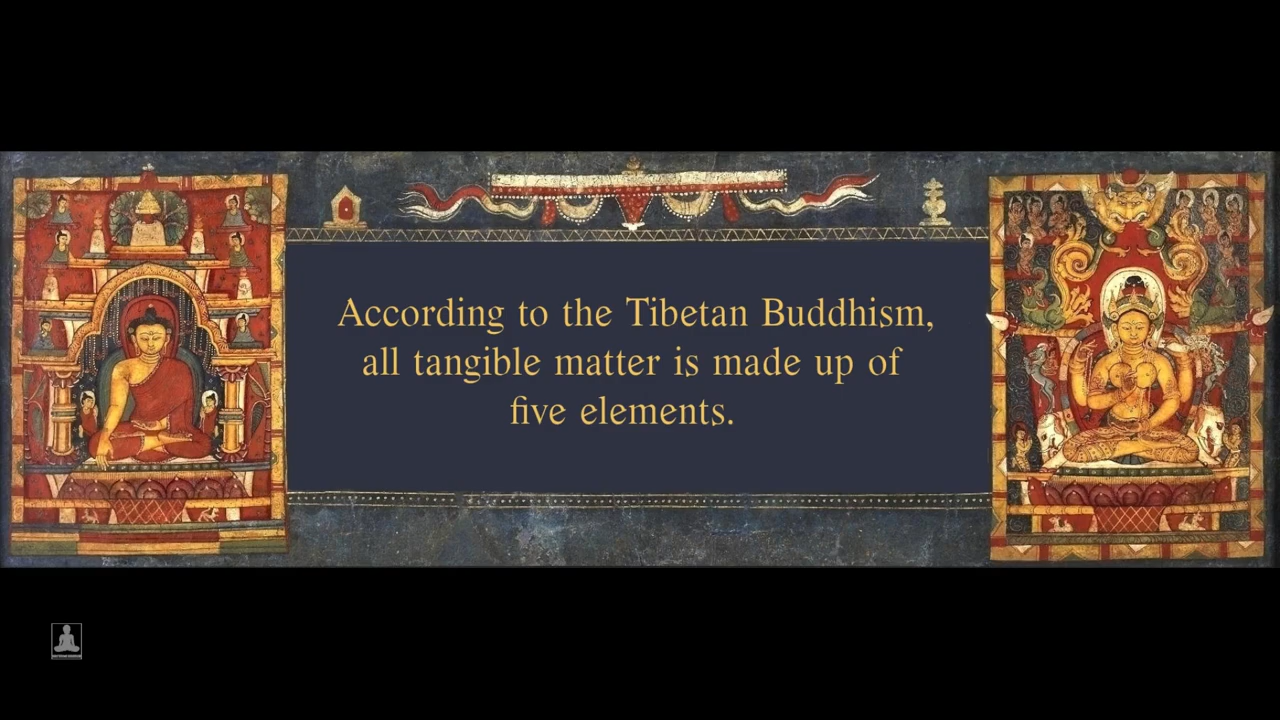 According to the Tibetan Buddhism,
all tangible matter is made up of
five elements.